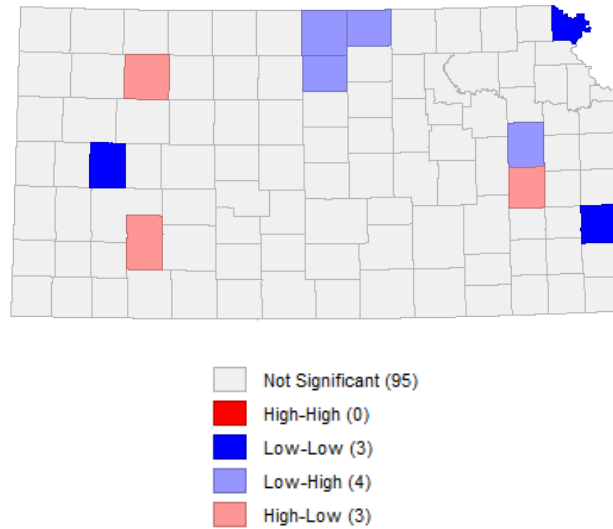 Not Significant (95)
High-High (0)
Low-Low (3)
Low-High (4)
High-Low (3)